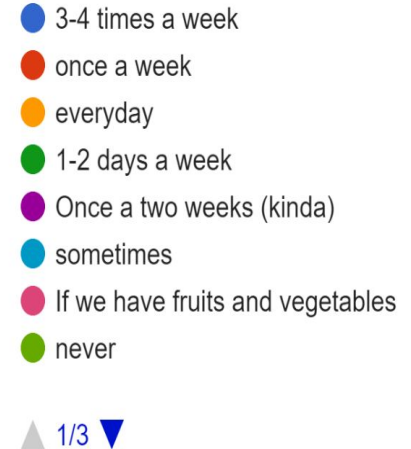 3-4 times a week
once a week
everyday
1-2 days a week
Once a two weeks (kinda)
sometimes
If we have fruits and vegetables
never
1/3